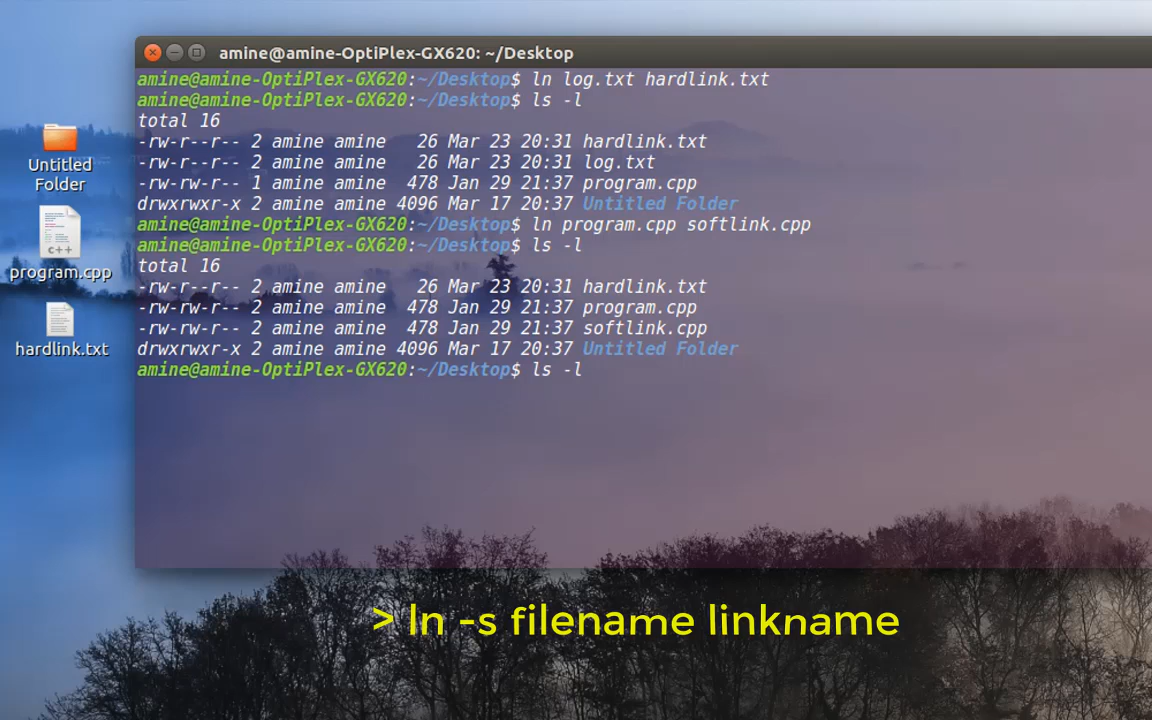 amine@amine-OptiPlex-GX620: ~/Desktop
amine@amine-OptiPlex-GX620:~/Desktop$ ln log.txt hardlink.txt
amine@amine-OptiPlex-GX620:~/Desktop$ ls -l
total 16
-rw-r--r-- 2 amine amine   26 Mar 23 20:31 hardlink.txt
-rw-r--r-- 2 amine amine   26 Mar 23 20:31 log.txt
-rw-rw-r-- 1 amine amine  478 Jan 29 21:37 program.cpp
drwxrwxr-x 2 amine amine 4096 Mar 17 20:37 Untitled Folder
amine@amine-OptiPlex-GX620:~/Desktop$ ln program.cpp softlink.cpp
amine@amine-OptiPlex-GX620:~/Desktop$ ls -l
total 16
-rw-r--r-- 2 amine amine   26 Mar 23 20:31 hardlink.txt
-rw-rw-r-- 2 amine amine  478 Jan 29 21:37 program.cpp
-rw-rw-r-- 2 amine amine  478 Jan 29 21:37 softlink.cpp
drwxrwxr-x 2 amine amine 4096 Mar 17 20:37 Untitled Folder
amine@amine-OptiPlex-GX620:~/Desktop$ ls -l
Untitled
Folder
c++
program.cpp
hardlink.txt
> ln -s filename linkname